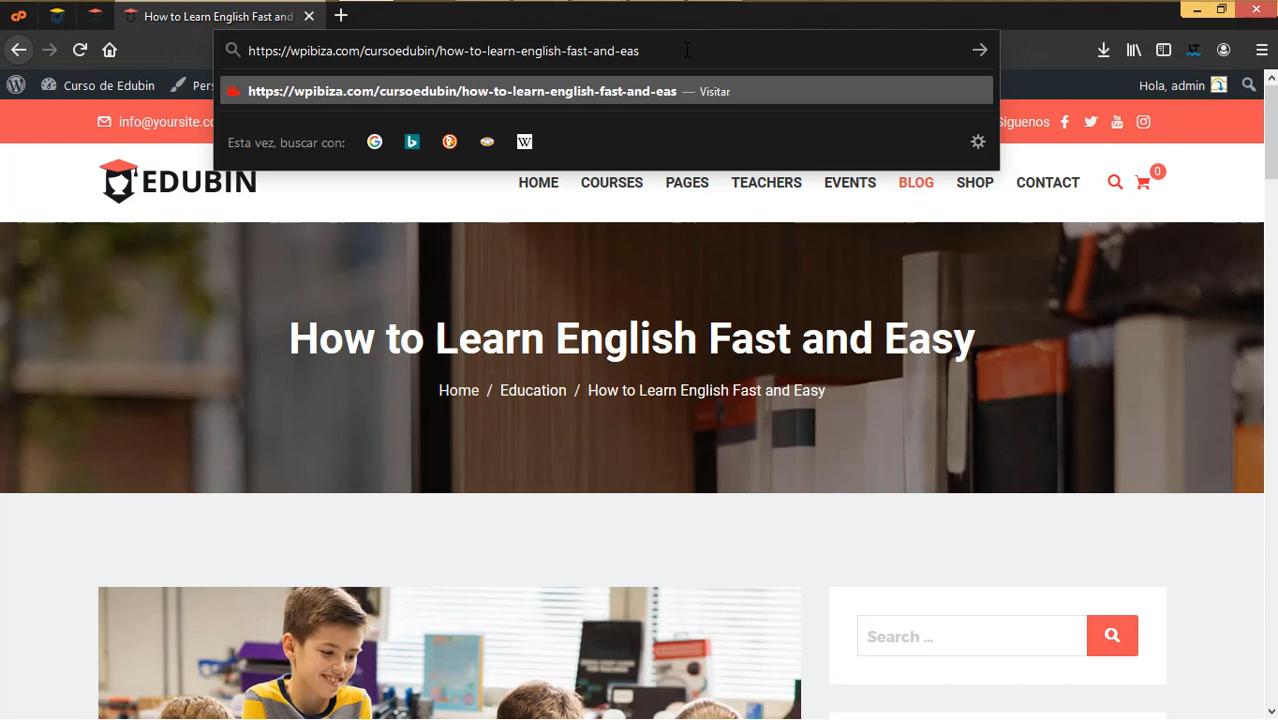 How to Learn English Fast and
https://wpibiza.com/cursoedubin/how-to-learn-english-fast-and-eas
https://wpibiza.com/cursoedubin/how-to-learn-english-fast-and-eas — Visitar
Esta vez, buscar con:
Curso de Edubin
Pers
Hola, admin
info@yoursite.co
Siguenos
EDUBIN
HOME COURSES PAGES TEACHERS EVENTS BLOG SHOP CONTACT
0
How to Learn English Fast and Easy
Home / Education / How to Learn English Fast and Easy
Search ...